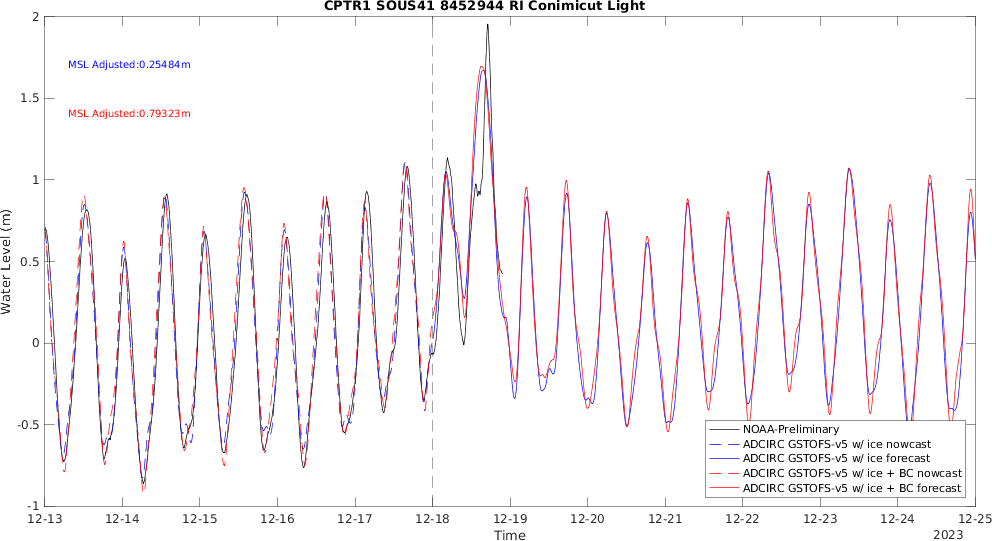 CPTR1 SOUS41 8452944 RI Conimicut Light
MSL Adjusted:0.25484m
MSL Adjusted:0.79323m
Water Level (m)
2
1.5
1
0.5
0
-0.5
-1
NOAA-Preliminary
ADCIRC GSTOFS-v5 w/ ice nowcast
ADCIRC GSTOFS-v5 w/ ice forecast
ADCIRC GSTOFS-v5 w/ ice + BC nowcast
ADCIRC GSTOFS-v5 w/ ice + BC forecast
12-13 12-14 12-15 12-16 12-17 12-18 12-19 12-20 12-21 12-22 12-23 12-24 12-25
Time
2023